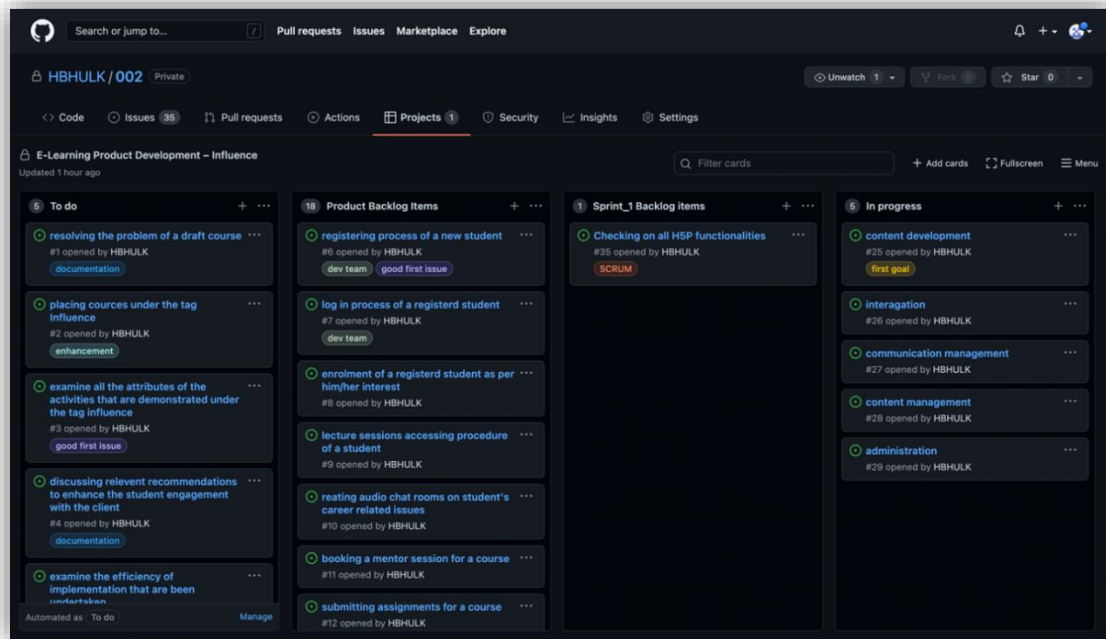 Search or jump to... /
Pull requests Issues Marketplace Explore
HBHULK / 002 Private
Unwatch 1
Fork 0
Star 0
Code
Issues 35
Pull requests
Actions
Projects 1
Security
Insights
Settings
E-Learning Product Development – Influence
Updated 1 hour ago
Filter cards
+ Add cards
Fullscreen
Menu
5 To do
resolving the problem of a draft course
#1 opened by HBHULK
documentation
placing cources under the tag
Influence
#2 opened by HBHULK
enhancement
examine all the attributes of the
activities that are demonstrated under
the tag influence
#3 opened by HBHULK
good first issue
discussing relevent recommendations
to enhance the student engagement
with the client
#4 opened by HBHULK
documentation
examine the efficiency of
implementation that are been
undertaken
Automated as To do
Manage
18 Product Backlog Items
registering process of a new student
#6 opened by HBHULK
dev team good first issue
log in process of a registerd student
#7 opened by HBHULK
dev team
enrolment of a registerd student as per
him/her interest
#8 opened by HBHULK
lecture sessions accessing procedure
of a student
#9 opened by HBHULK
reating audio chat rooms on student's
career related issues
#10 opened by HBHULK
booking a mentor session for a course
#11 opened by HBHULK
submitting assignments for a course
#12 opened by HBHULK
1 Sprint_1 Backlog items
Checking on all H5P functionalities
#35 opened by HBHULK
SCRUM
5 In progress
content development
#25 opened by HBHULK
first goal
interagation
#26 opened by HBHULK
communication management
#27 opened by HBHULK
content management
#28 opened by HBHULK
administration
#29 opened by HBHULK